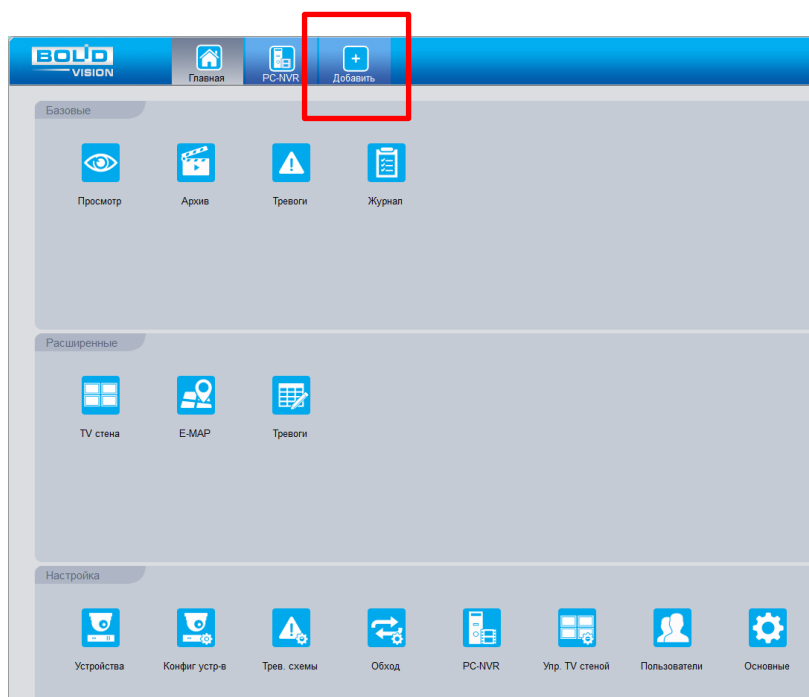 BOLID
VISION
Главная
PC-NVR
Добавить
Базовые
Просмотр
Архив
Тревоги
Журнал
Расширенные
TV стена
E-MAP
Тревоги
Настройка
Устройства
Конфиг устр-в
Трев. схемы
Обход
PC-NVR
Упр. TV стеной
Пользователи
Основные